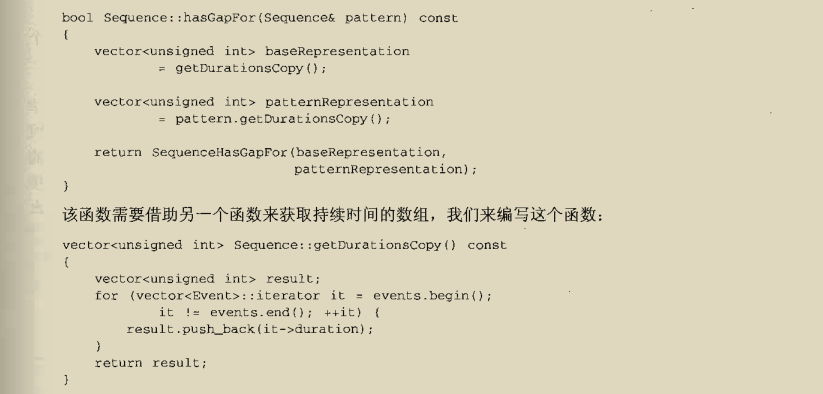 bool Sequence::hasGapFor(Sequence& pattern) const
{
    vector<unsigned int> baseRepresentation
            = getDurationsCopy();

    vector<unsigned int> patternRepresentation
            = pattern.getDurationsCopy();

    return SequenceHasGapFor(baseRepresentation,
                             patternRepresentation);
}
该函数需要借助另一个函数来获取持续时间的数组，我们来编写这个函数：
vector<unsigned int> Sequence::getDurationsCopy() const
{
    vector<unsigned int> result;
    for (vector<Event>::iterator it = events.begin();
            it != events.end(); ++it) {
        result.push_back(it->duration);
    }
    return result;
}